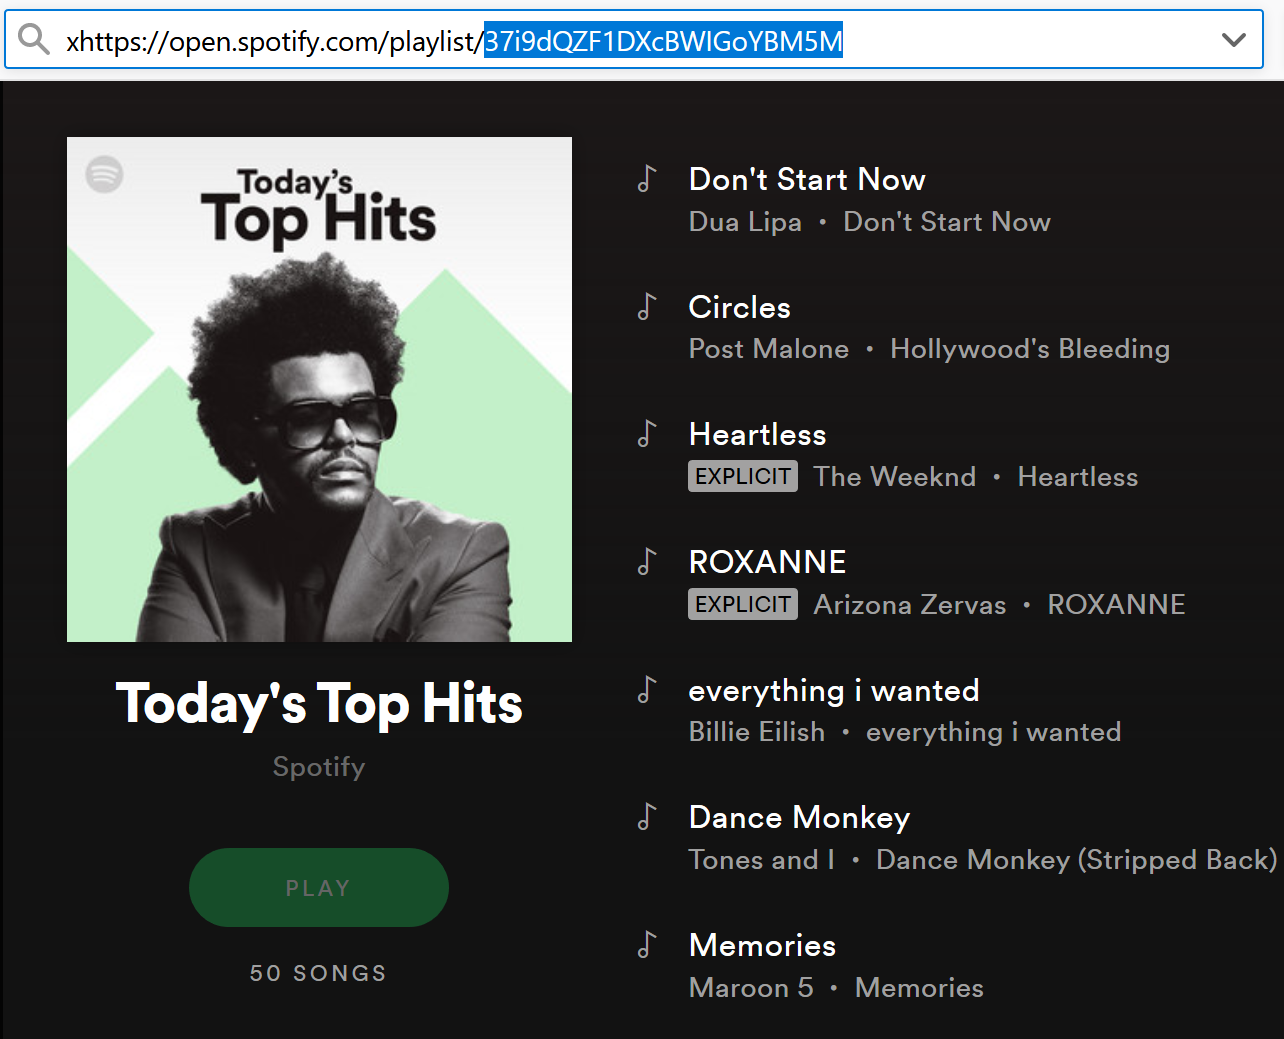 xhttps://open.spotify.com/playlist/37i9dQZF1DXcBWIGoYBM5M
Today's
Top Hits
Today's Top Hits
Spotify
PLAY
50 SONGS
Don't Start Now
Dua Lipa • Don't Start Now
Circles
Post Malone • Hollywood's Bleeding
Heartless
EXPLICIT The Weeknd • Heartless
ROXANNE
EXPLICIT Arizona Zervas • ROXANNE
everything i wanted
Billie Eilish • everything i wanted
Dance Monkey
Tones and I • Dance Monkey (Stripped Back)
Memories
Maroon 5 • Memories